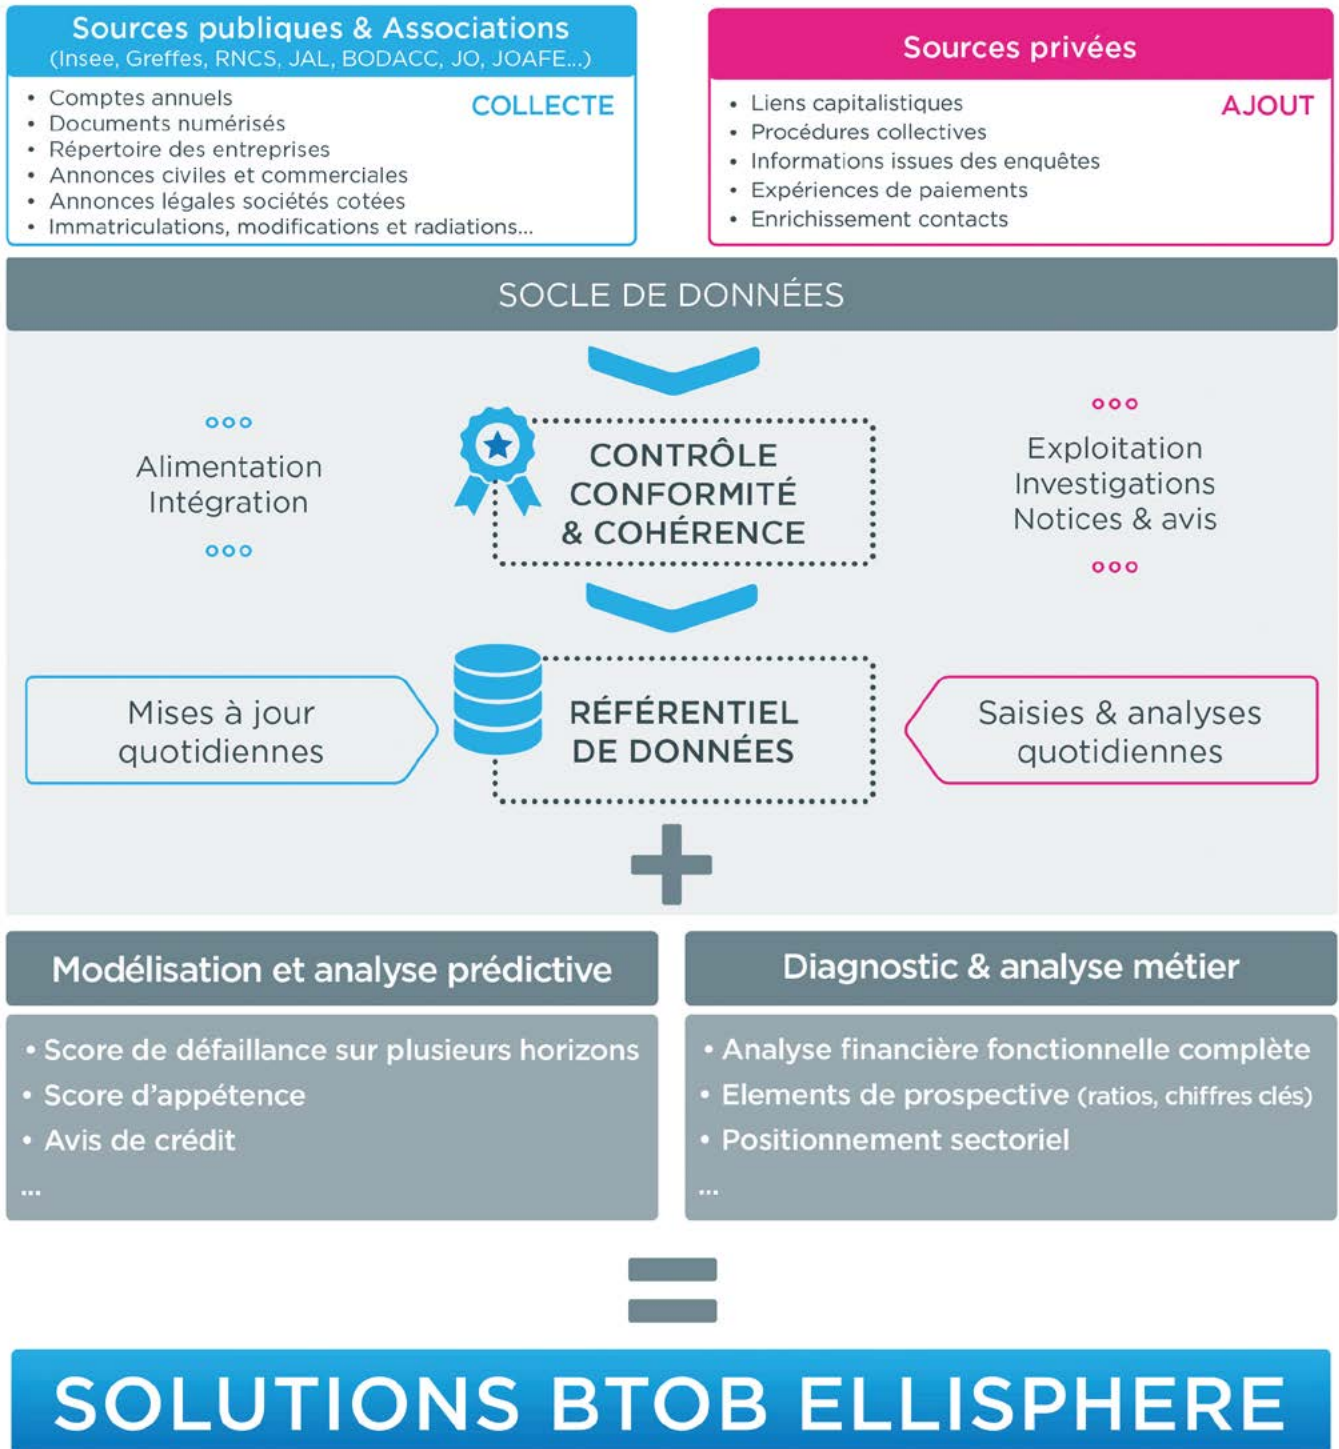 Sources publiques & Associations
(Insee, Greffes, RNCS, JAL, BODACC, JO, JOAFE...)
COLLECTE
• Comptes annuels
• Documents numérisés
• Répertoire des entreprises
• Annonces civiles et commerciales
• Annonces légales sociétés cotées
• Immatriculations, modifications et radiations...
Sources privées
AJOUT
• Liens capitalistiques
• Procédures collectives
• Informations issues des enquêtes
• Expériences de paiements
• Enrichissement contacts
SOCLE DE DONNÉES
Alimentation
Intégration
CONTRÔLE
CONFORMITÉ
& COHÉRENCE
Exploitation
Investigations
Notices & avis
Mises à jour
quotidiennes
RÉFÉRENTIEL
DE DONNÉES
Saisies & analyses
quotidiennes
+
Modélisation et analyse prédictive
• Score de défaillance sur plusieurs horizons
• Score d'appétence
• Avis de crédit
...
Diagnostic & analyse métier
• Analyse financière fonctionnelle complète
• Elements de prospective (ratios, chiffres clés)
• Positionnement sectoriel
...
=
SOLUTIONS BTOB ELLISPHERE